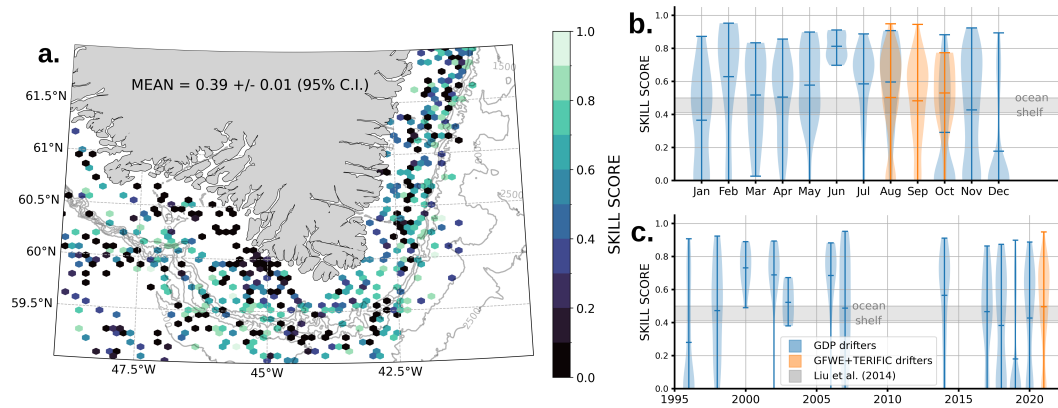 a.
MEAN = 0.39 +/- 0.01 (95% C.I.)
61.5°N
61°N
60.5°N
60°N
59.5°N
47.5°W
45°W
42.5°W
1500
2500
2500
1.0
0.8
0.6
0.4
0.2
0.0
SKILL SCORE
b.
SKILL SCORE
1.0
0.8
0.6
0.4
0.2
0.0
ocean
shelf
Jan Feb Mar Apr May Jun Jul Aug Sep Oct Nov Dec
c.
SKILL SCORE
1.0
0.8
0.6
0.4
0.2
0.0
ocean
shelf
GDP drifters
GFWE+TERIFIC drifters
Liu et al. (2014)
1995 2000 2005 2010 2015 2020